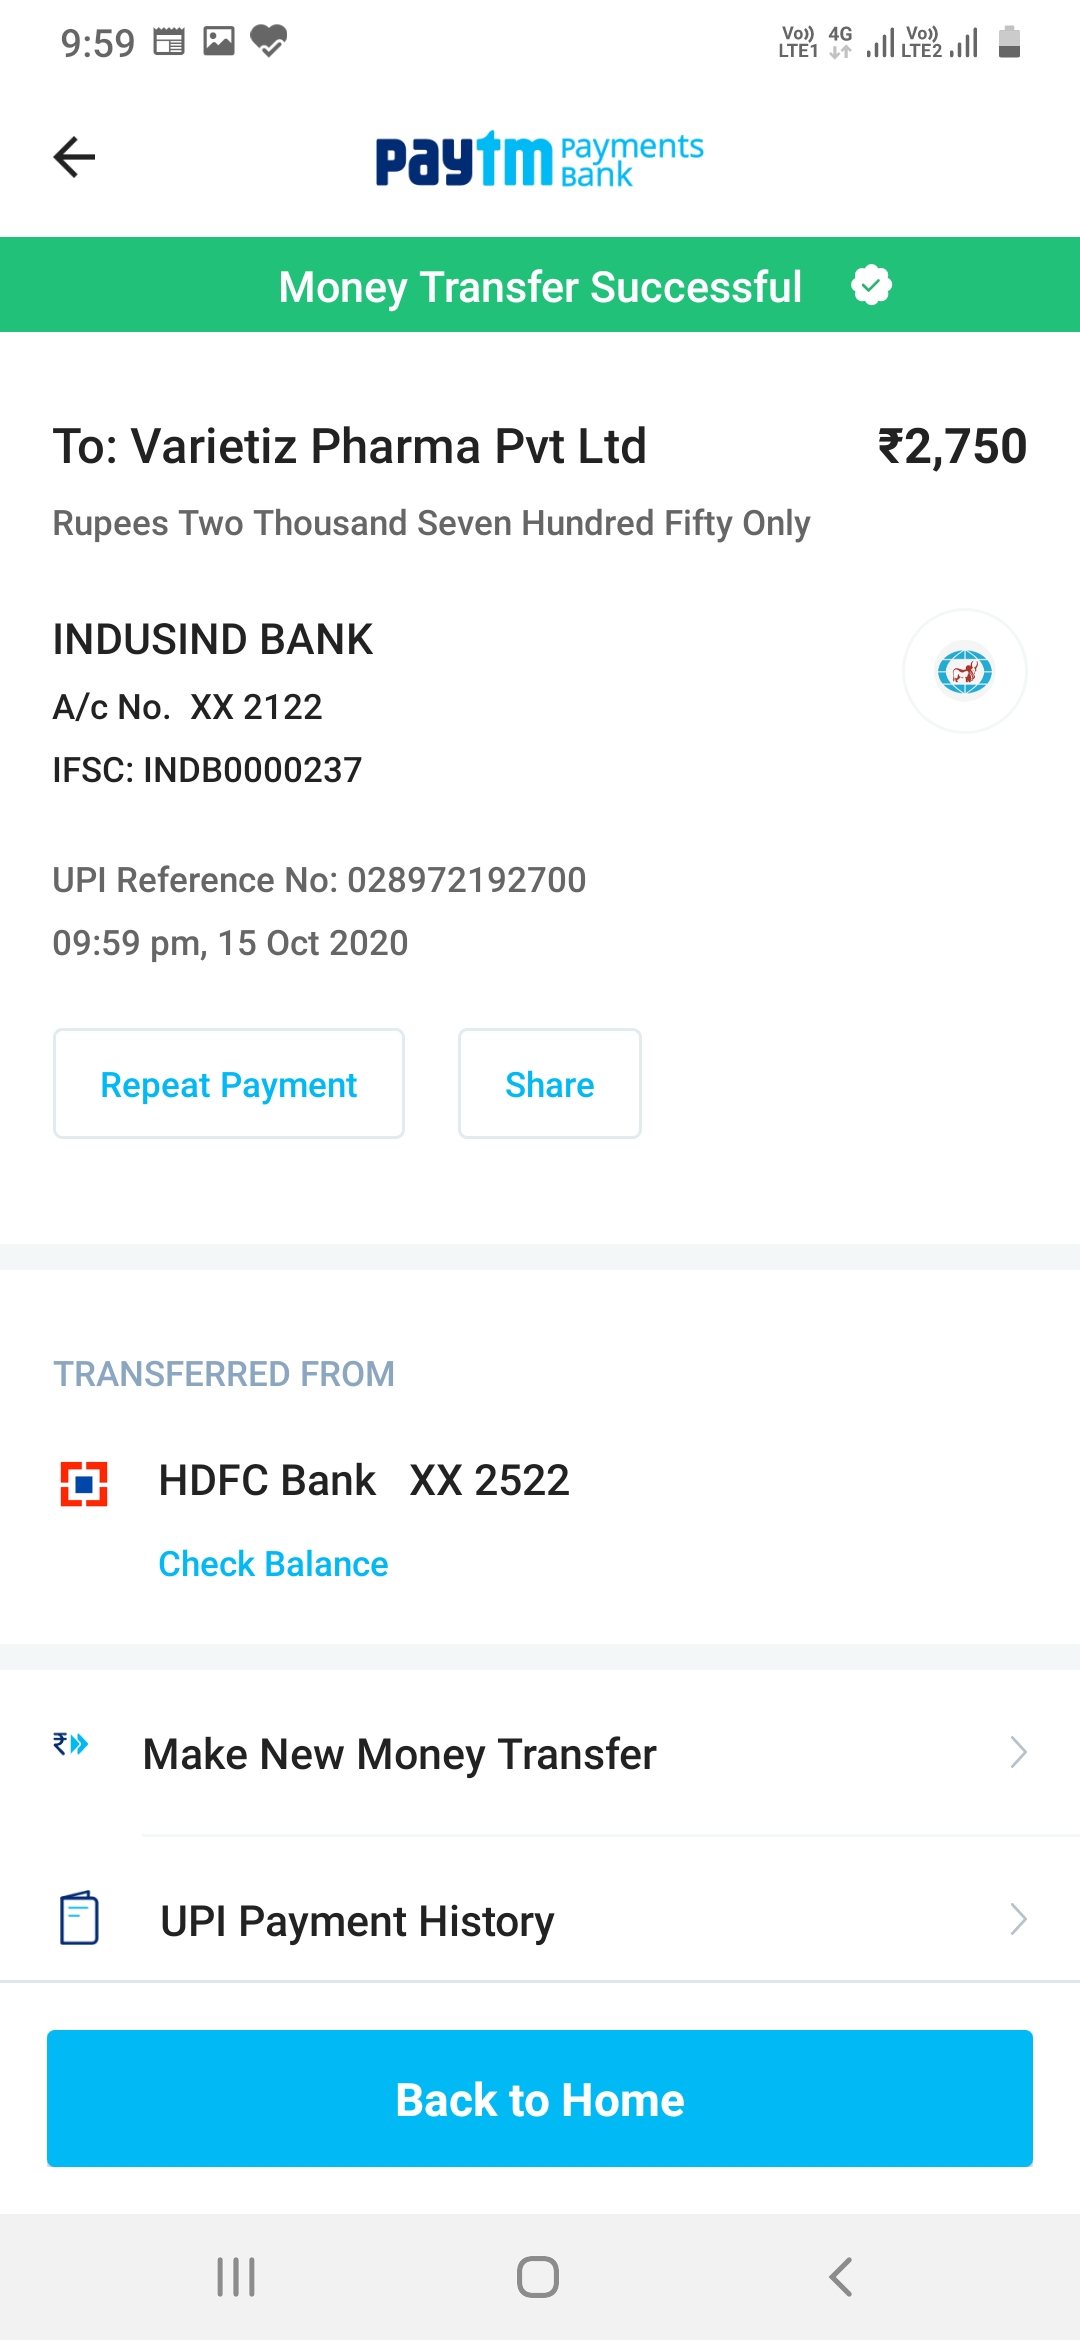 9:59 Vo)) LTE1 4G Vo)) LTE2
paytm Payments Bank
Money Transfer Successful
To: Varietiz Pharma Pvt Ltd ₹2,750
Rupees Two Thousand Seven Hundred Fifty Only
INDUSIND BANK
A/c No. XX 2122
IFSC: INDB0000237
UPI Reference No: 028972192700
09:59 pm, 15 Oct 2020
Repeat Payment Share
TRANSFERRED FROM
HDFC Bank XX 2522
Check Balance
₹ Make New Money Transfer
UPI Payment History
Back to Home